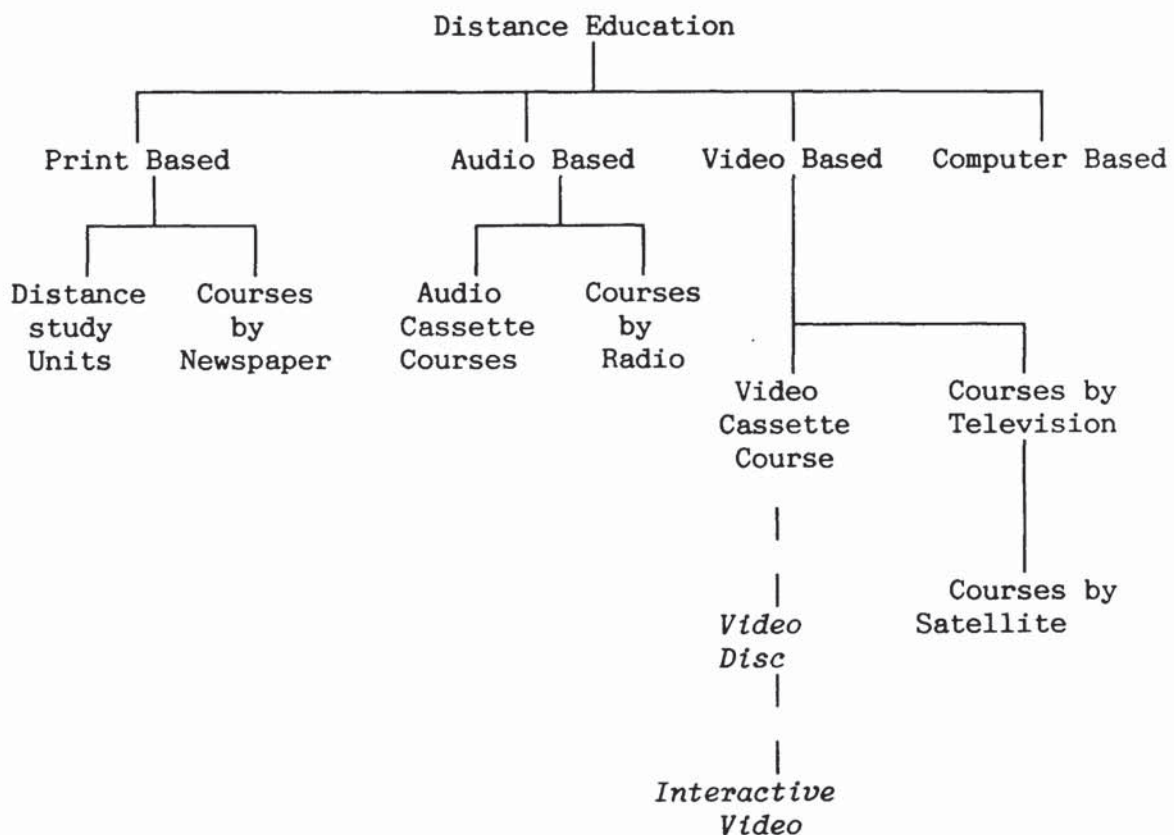 Distance Education
Print Based
Audio Based
Video Based
Computer Based
Distance
study
Units
Courses
by
Newspaper
Audio
Cassette
Courses
Courses
by
Radio
Video
Cassette
Course
Courses by
Television
Courses by
Satellite
Video
Disc
Interactive
Video